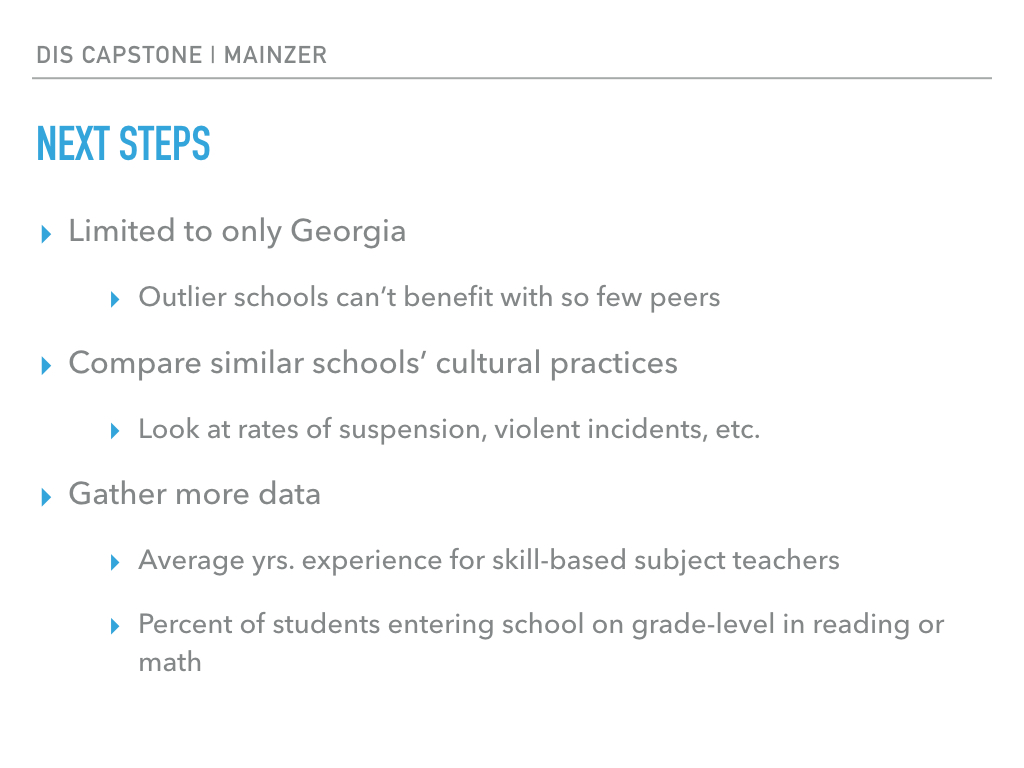 DIS CAPSTONE | MAINZER
NEXT STEPS
Limited to only Georgia
Outlier schools can’t benefit with so few peers
Compare similar schools’ cultural practices
Look at rates of suspension, violent incidents, etc.
Gather more data
Average yrs. experience for skill-based subject teachers
Percent of students entering school on grade-level in reading or
math